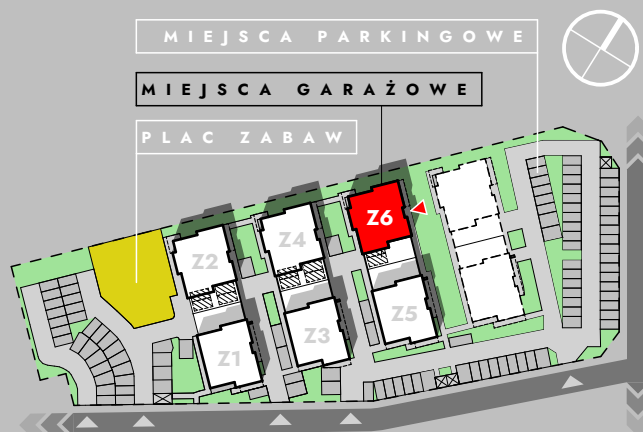 MIEJSCA PARKINGOWE
MIEJSCA GARAŻOWE
PLAC ZABAW
Z6
Z4
Z2
Z5
Z3
Z1